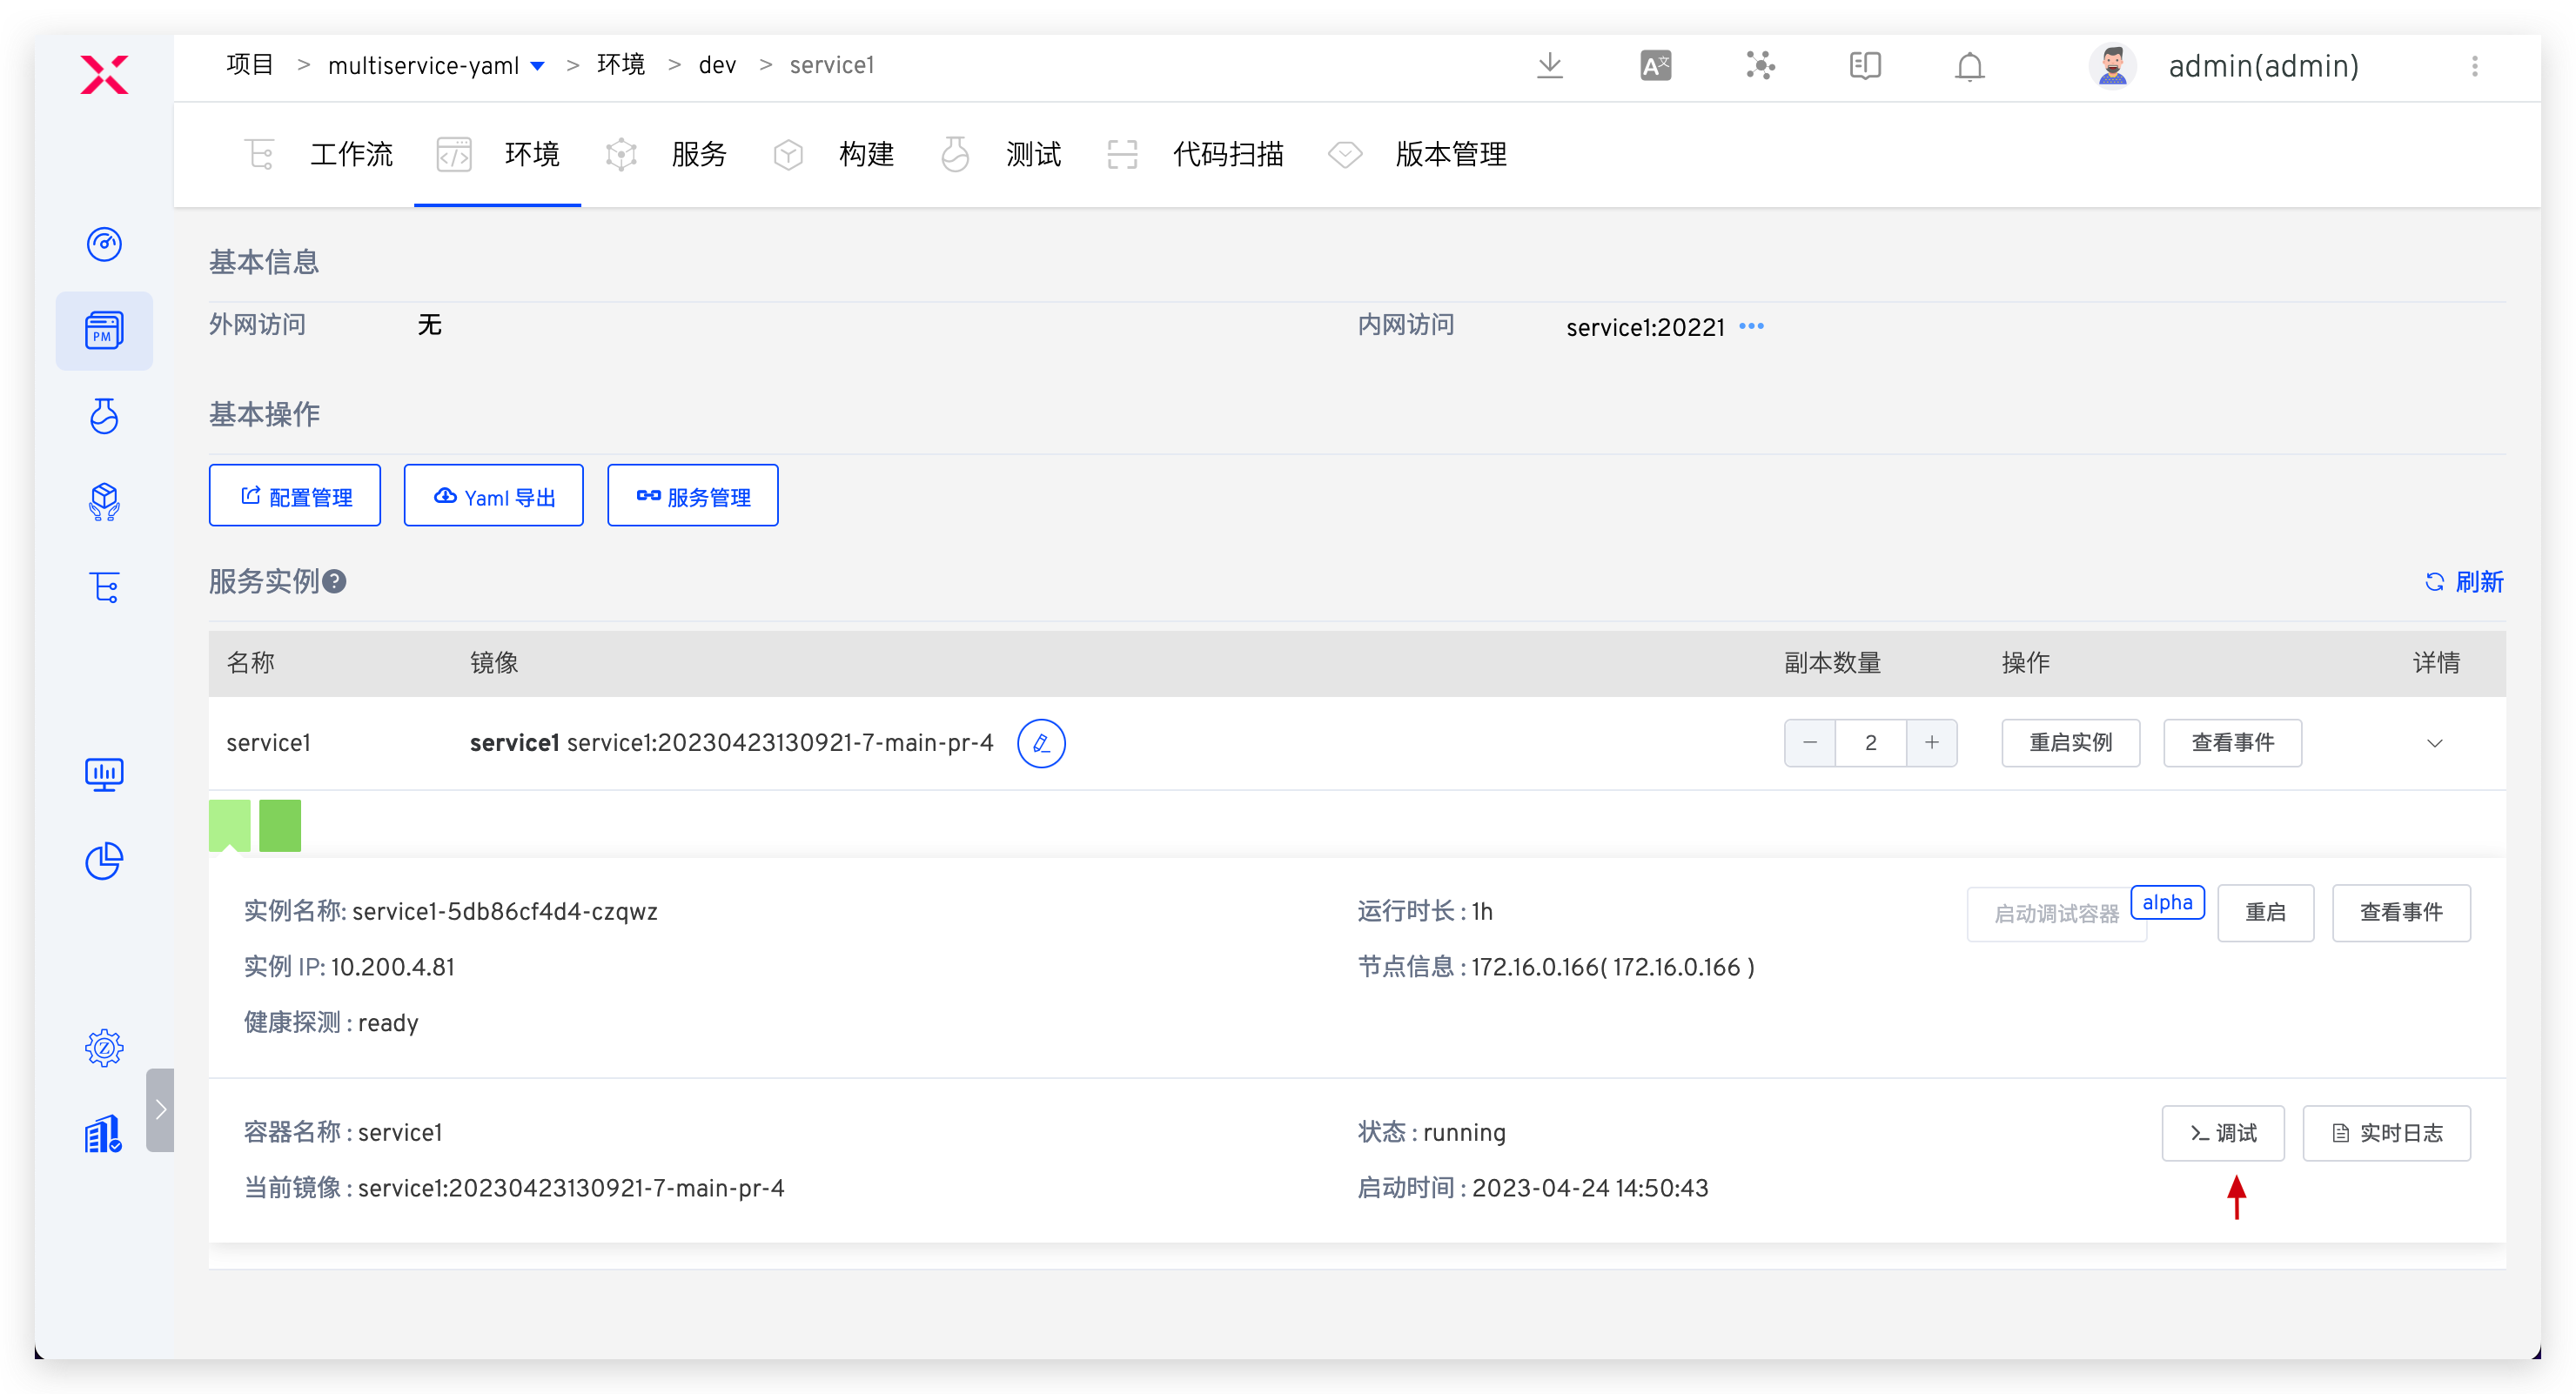 项目 > multiservice-yaml > 环境 > dev > service1
admin(admin)
工作流 环境 服务 构建 测试 代码扫描 版本管理
PM
基本信息
外网访问 无 内网访问 service1:20221
基本操作
配置管理 Yaml 导出 服务管理
服务实例 刷新
名称 镜像 副本数量 操作 详情
service1 service1 service1:20230423130921-7-main-pr-4 2 重启实例 查看事件
实例名称: service1-5db86cf4d4-czqwz 运行时长 : 1h 启动调试容器 alpha 重启 查看事件
实例 IP: 10.200.4.81 节点信息 : 172.16.0.166( 172.16.0.166 )
健康探测 : ready
容器名称 : service1 状态 : running >_ 调试 实时日志
当前镜像 : service1:20230423130921-7-main-pr-4 启动时间 : 2023-04-24 14:50:43